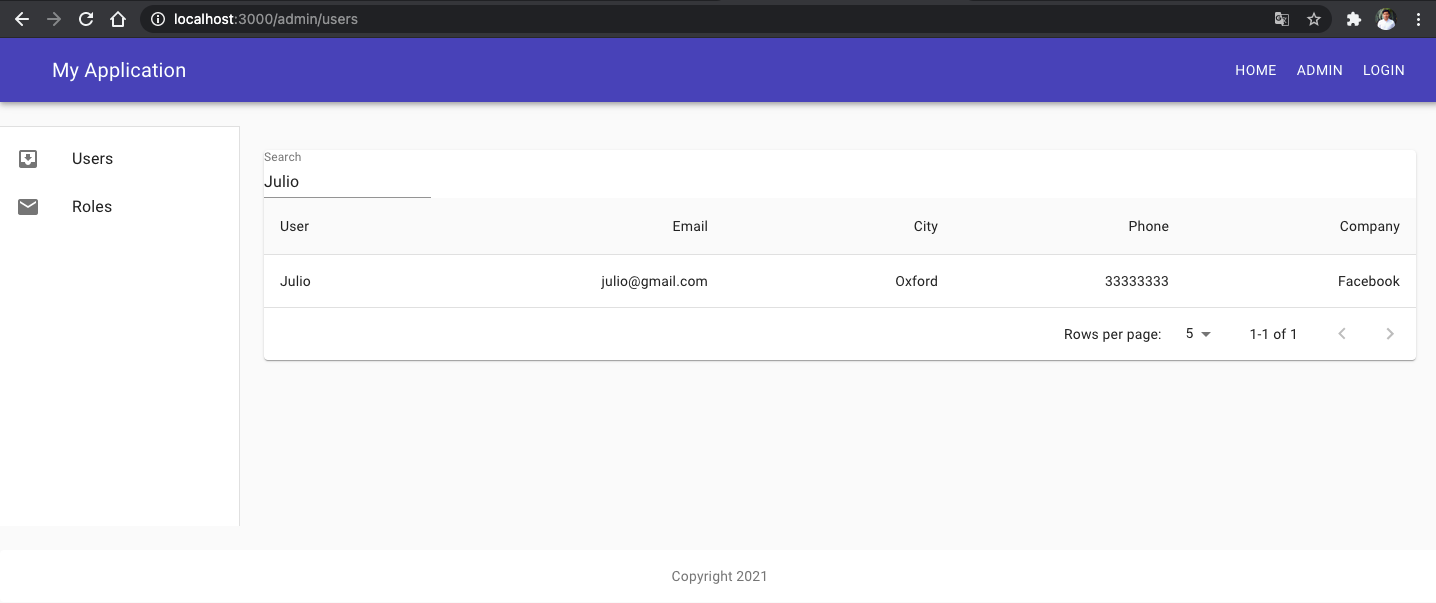 localhost:3000/admin/users
My Application HOME ADMIN LOGIN
Users
Roles
Search
Julio
User Email City Phone Company
Julio julio@gmail.com Oxford 33333333 Facebook
Rows per page: 5 1-1 of 1
Copyright 2021